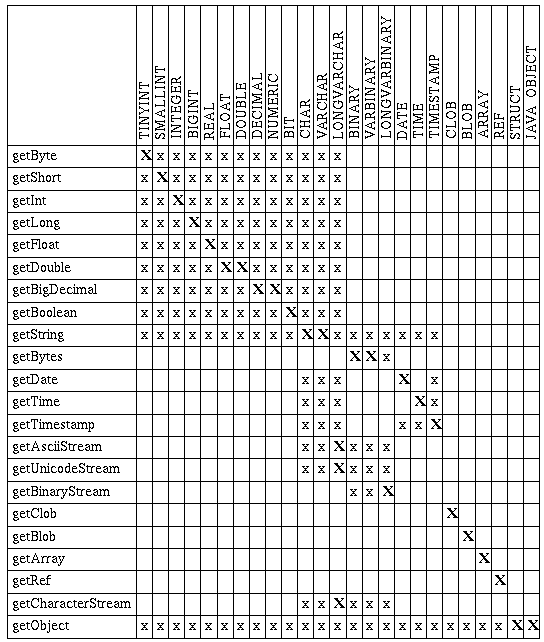 TINYINT
SMALLINT
INTEGER
BIGINT
REAL
FLOAT
DOUBLE
DECIMAL
NUMERIC
BIT
CHAR
VARCHAR
LONGVARCHAR
BINARY
VARBINARY
LONGVARBINARY
DATE
TIME
TIMESTAMP
CLOB
BLOB
ARRAY
REF
STRUCT
JAVA OBJECT
getByte X x x x x x x x x x x x x
getShort x X x x x x x x x x x x x
getInt x x X x x x x x x x x x x
getLong x x x X x x x x x x x x x
getFloat x x x x X x x x x x x x x
getDouble x x x x x X X x x x x x x
getBigDecimal x x x x x x x X X x x x x
getBoolean x x x x x x x x x X x x x
getString x x x x x x x x x x X X x x x x x x x
getBytes X X x
getDate x x x X x
getTime x x x X x
getTimestamp x x x x x X
getAsciiStream x x X x x x
getUnicodeStream x x X x x x
getBinaryStream x x X
getClob X
getBlob X
getArray X
getRef X
getCharacterStream x x X x x x
getObject x x x x x x x x x x x x x x x x x x x x x x x X X